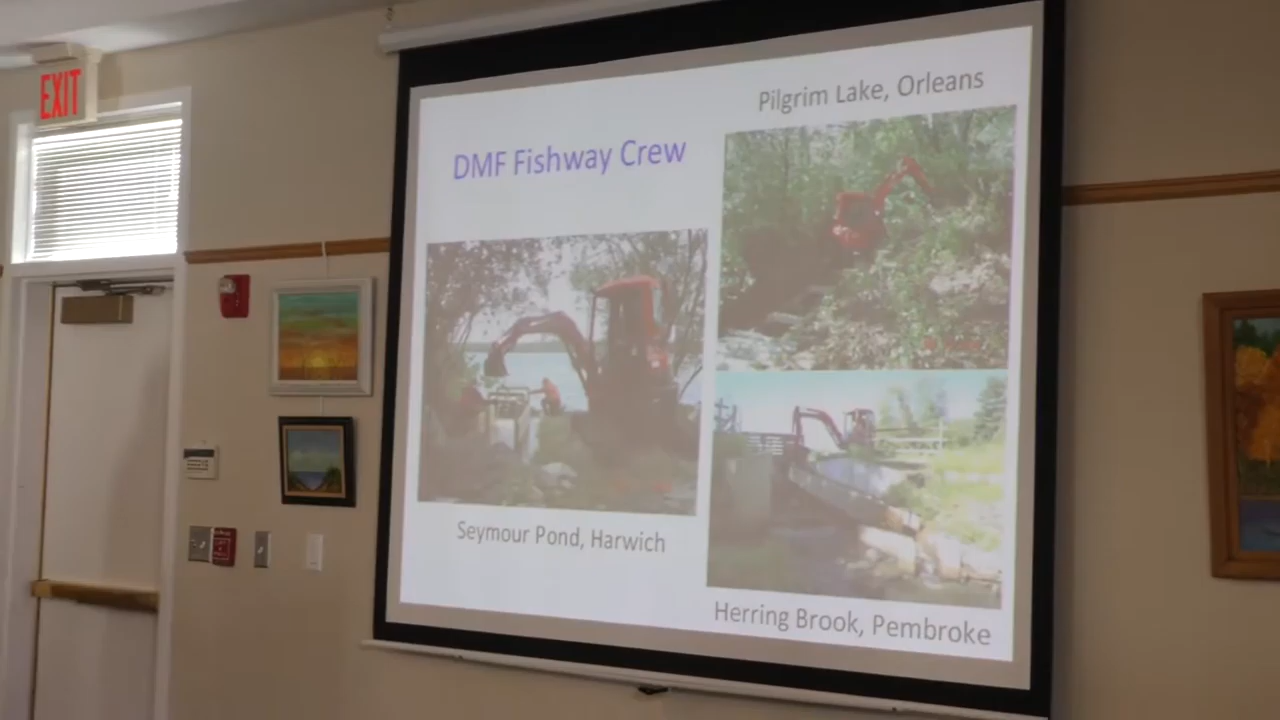 EXIT
DMF Fishway Crew
Pilgrim Lake, Orleans
Seymour Pond, Harwich
Herring Brook, Pembroke